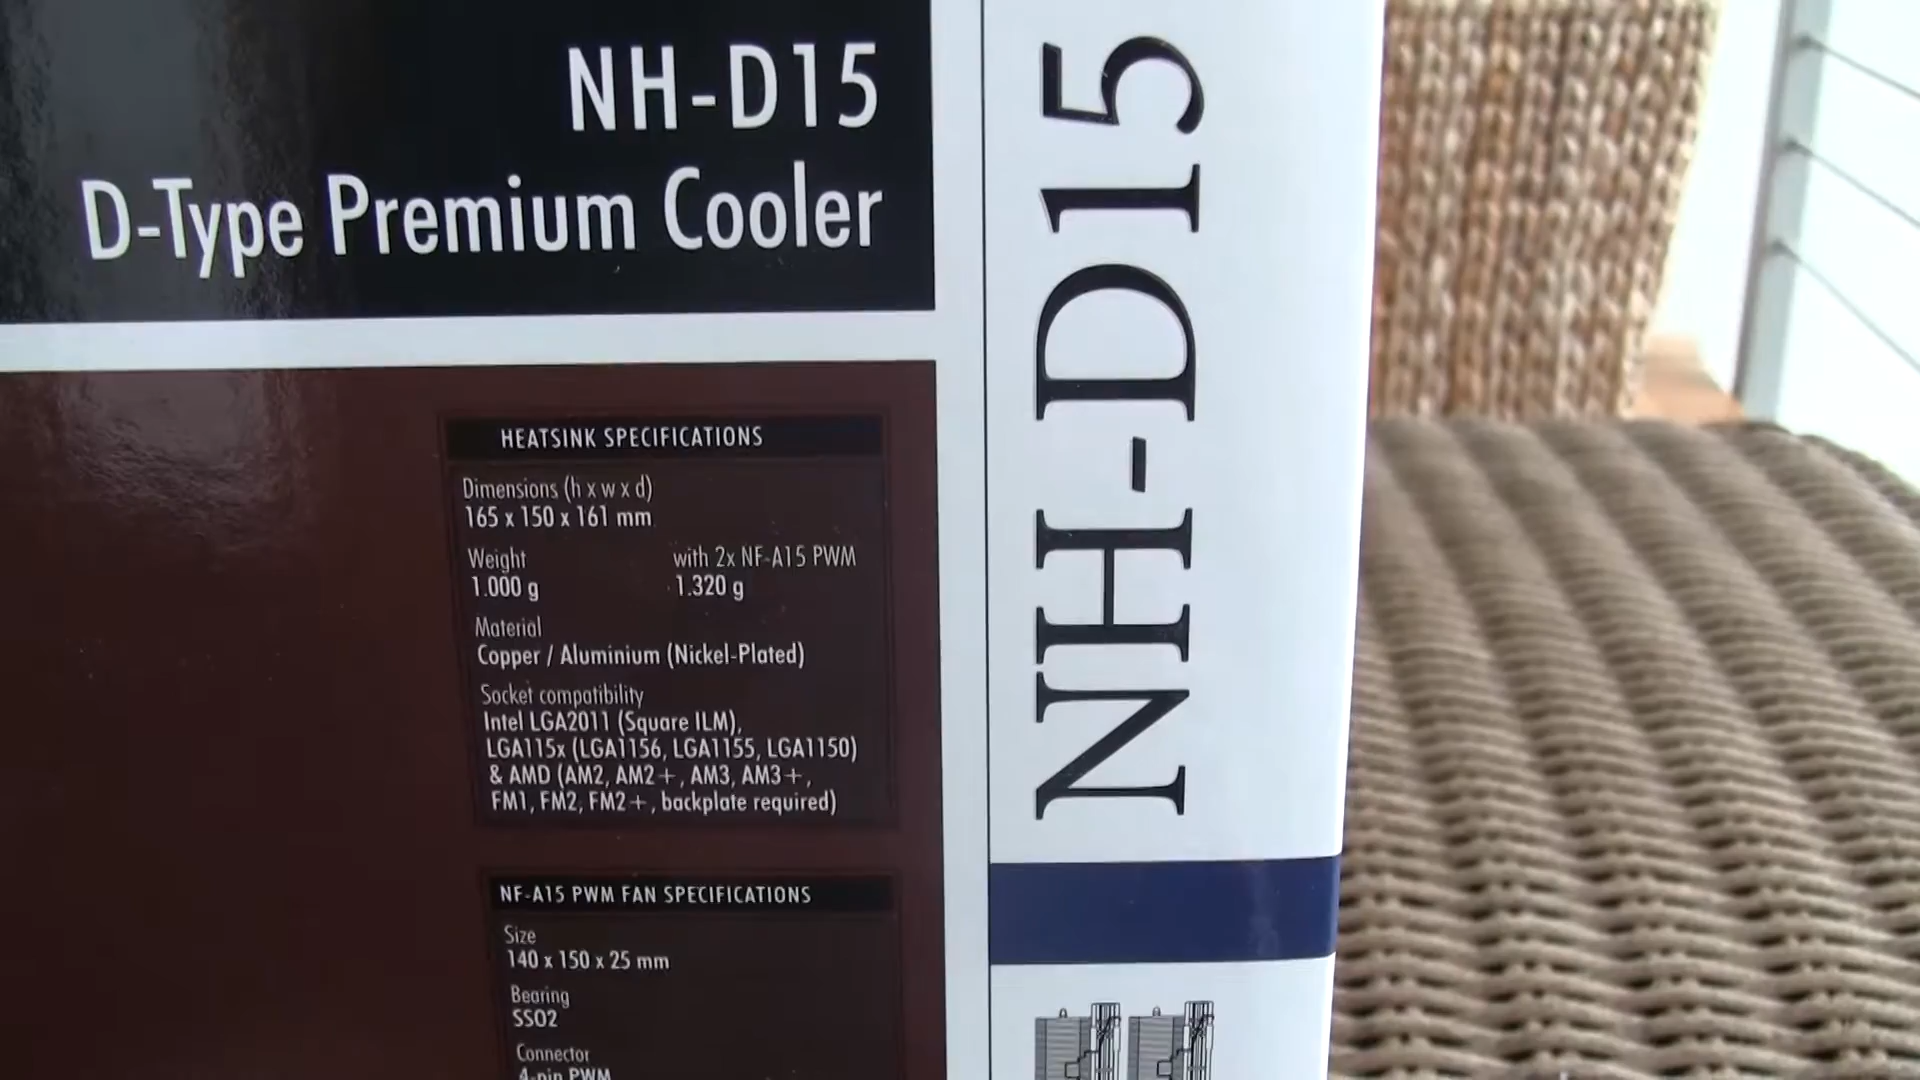 NH-D15
D-Type Premium Cooler
HEATSINK SPECIFICATIONS
Dimensions (h x w x d)
165 x 150 x 161 mm
Weight with 2x NF-A15 PWM
1.000 g 1.320 g
Material
Copper / Aluminium (Nickel-Plated)
Socket compatibility
Intel LGA2011 (Square ILM),
LGA115x (LGA1156, LGA1155, LGA1150)
& AMD (AM2, AM2+, AM3, AM3+,
FM1, FM2, FM2+, backplate required)
NF-A15 PWM FAN SPECIFICATIONS
Size
140 x 150 x 25 mm
Bearing
SSO2
Connector
4-pin PWM
NH-D15